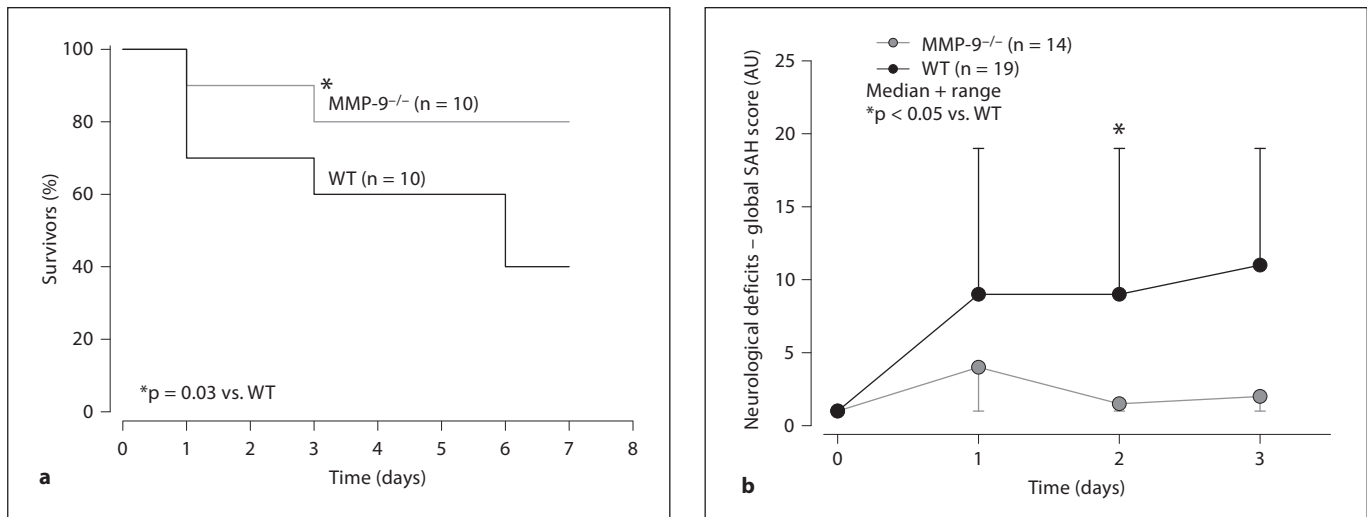 Survivors (%)
100
80
60
40
20
0
*
MMP-9⁻/⁻ (n = 10)
WT (n = 10)
*p = 0.03 vs. WT
0 1 2 3 4 5 6 7 8
Time (days)
a
Neurological deficits – global SAH score (AU)
25
20
15
10
5
0
MMP-9⁻/⁻ (n = 14)
WT (n = 19)
Median + range
*p < 0.05 vs. WT
*
0 1 2 3
Time (days)
b